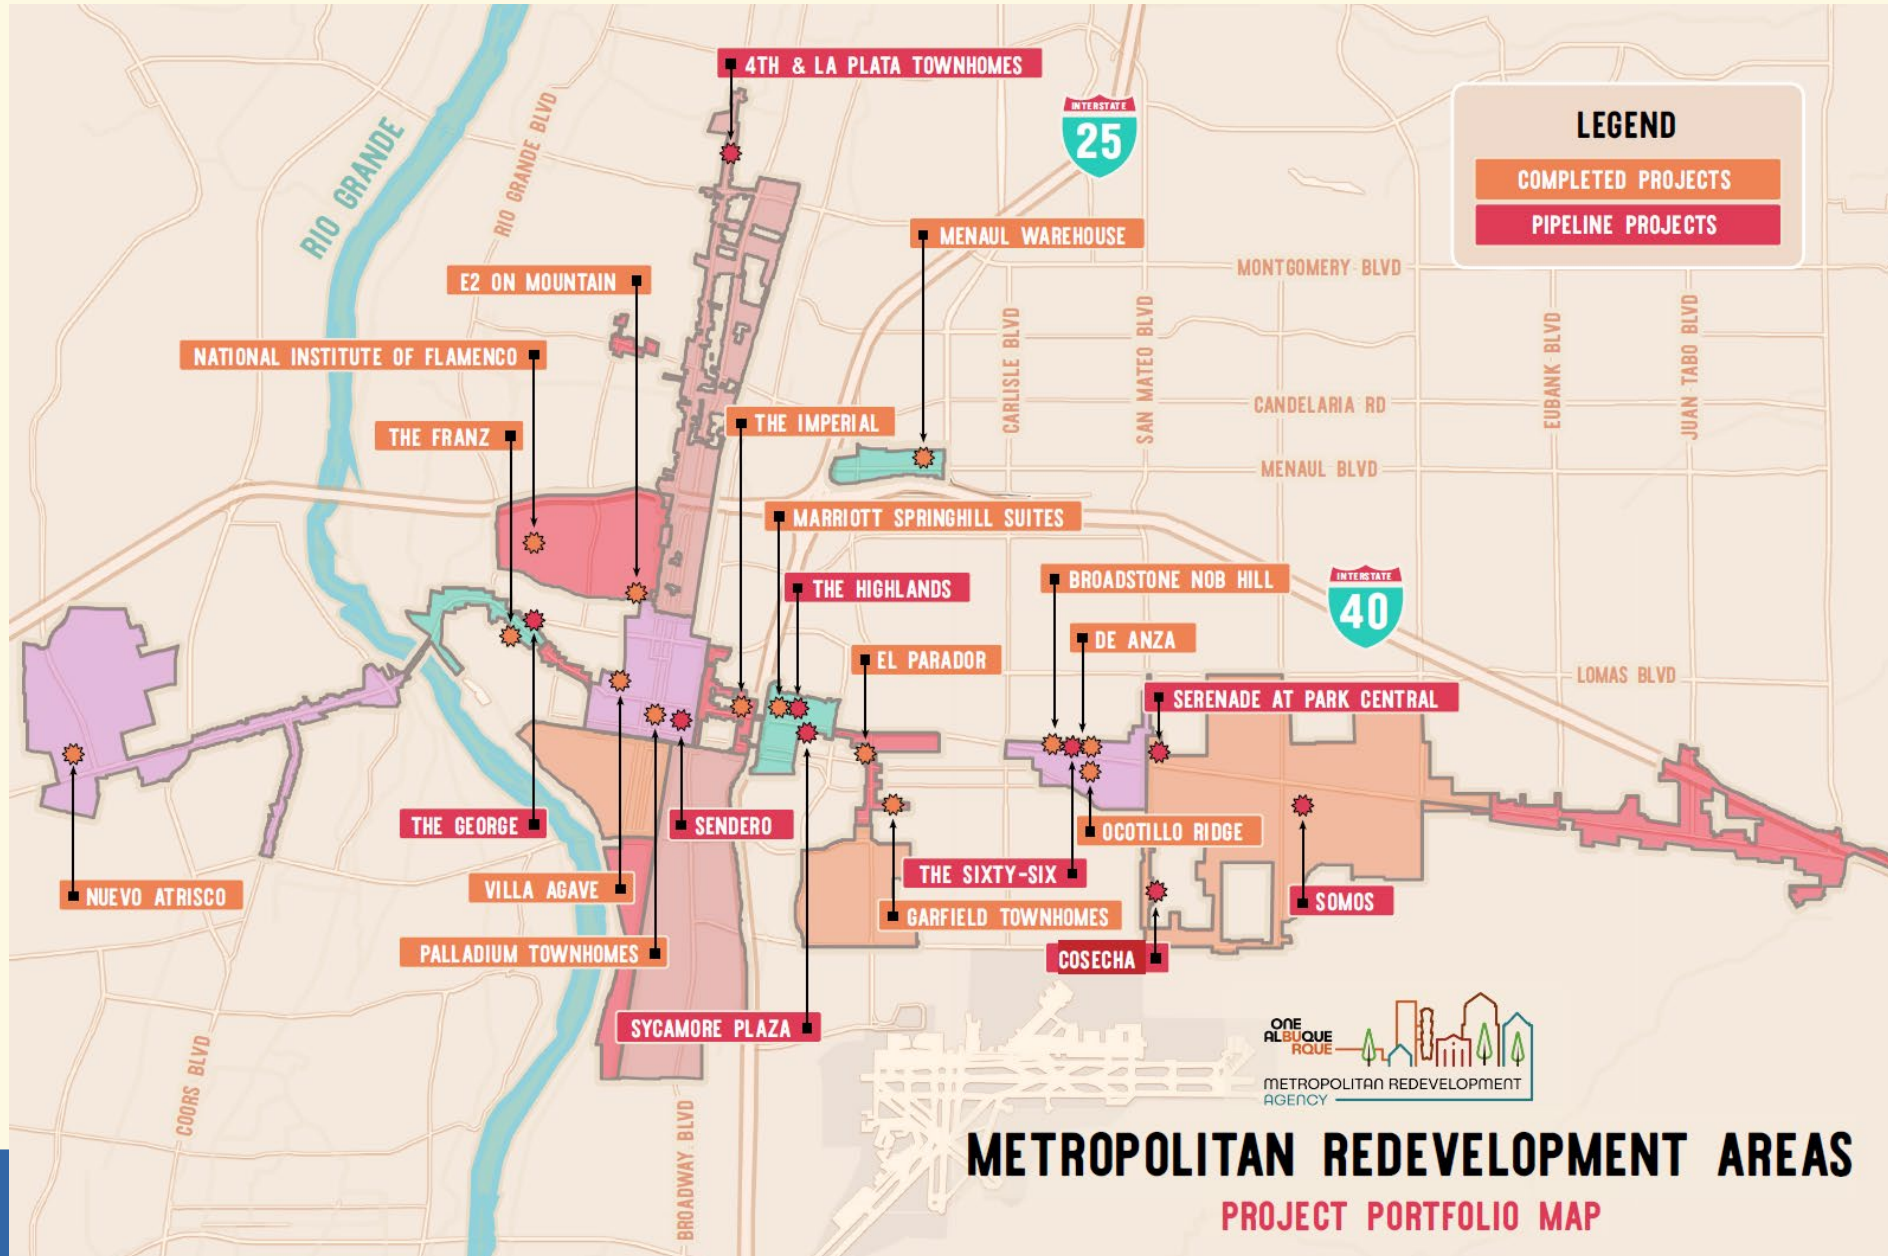 4TH & LA PLATA TOWNHOMES
INTERSTATE
25
LEGEND
COMPLETED PROJECTS
PIPELINE PROJECTS
RIO GRANDE
RIO GRANDE BLVD
MENAUL WAREHOUSE
MONTGOMERY BLVD
E2 ON MOUNTAIN
NATIONAL INSTITUTE OF FLAMENCO
CARLISLE BLVD
SAN MATEO BLVD
EUBANK BLVD
JUAN TABO BLVD
CANDELARIA RD
THE FRANZ
THE IMPERIAL
MENAUL BLVD
MARRIOTT SPRINGHILL SUITES
THE HIGHLANDS
BROADSTONE NOB HILL
INTERSTATE
40
DE ANZA
EL PARADOR
LOMAS BLVD
SERENADE AT PARK CENTRAL
THE GEORGE
SENDERO
OCOTILLO RIDGE
THE SIXTY-SIX
NUEVO ATRISCO
VILLA AGAVE
SOMOS
GARFIELD TOWNHOMES
PALLADIUM TOWNHOMES
COSECHA
SYCAMORE PLAZA
COORS BLVD
BROADWAY BLVD
ONE
ALBUQUE
RQUE
METROPOLITAN REDEVELOPMENT
AGENCY
METROPOLITAN REDEVELOPMENT AREAS
PROJECT PORTFOLIO MAP